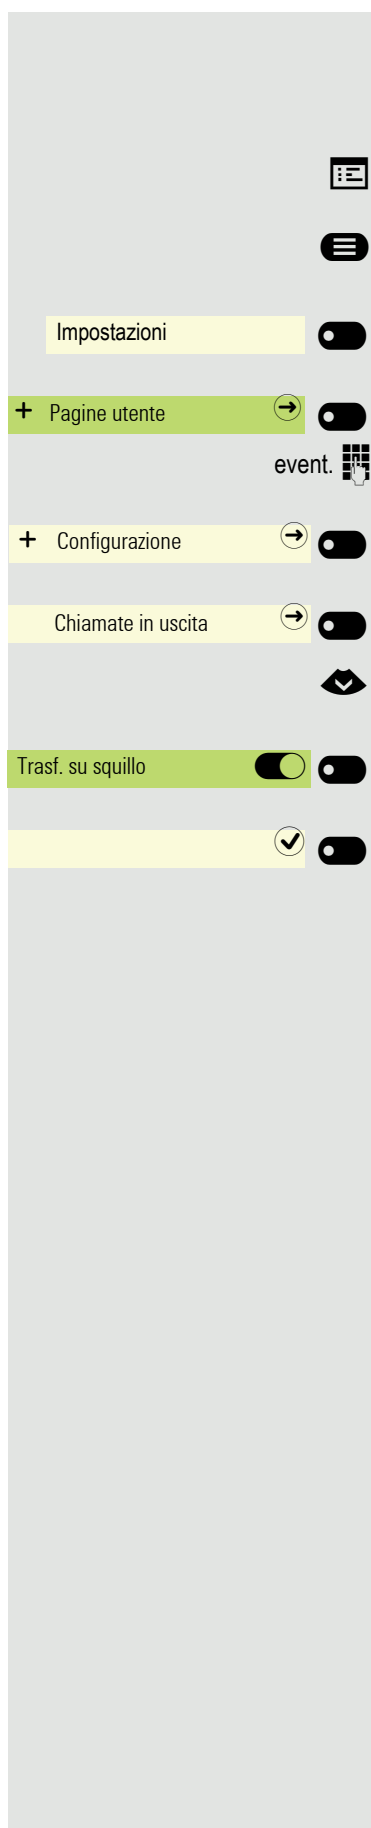 Impostazioni
+ Pagine utente
event.
+ Configurazione
Chiamate in uscita
Trasf. su squillo